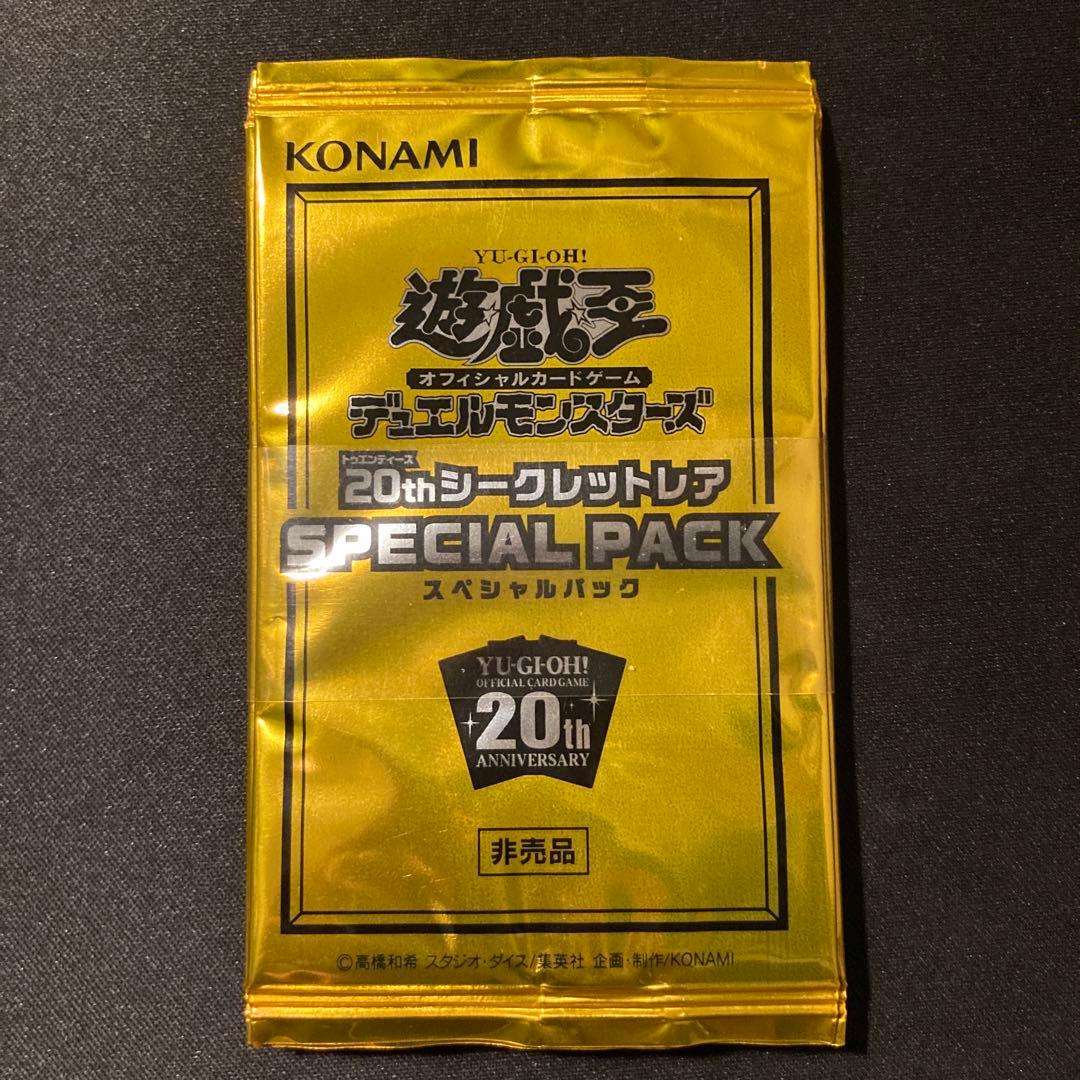 KONAMI
YU-GI-OH!
遊☆戯☆王
オフィシャルカードゲーム
デュエルモンスターズ
トゥエンティース
20thシークレットレア
SPECIAL PACK
スペシャルパック
YU-GI-OH!
OFFICIAL CARD GAME
20th
ANNIVERSARY
非売品
©高橋和希 スタジオ・ダイス/集英社 企画・制作/KONAMI